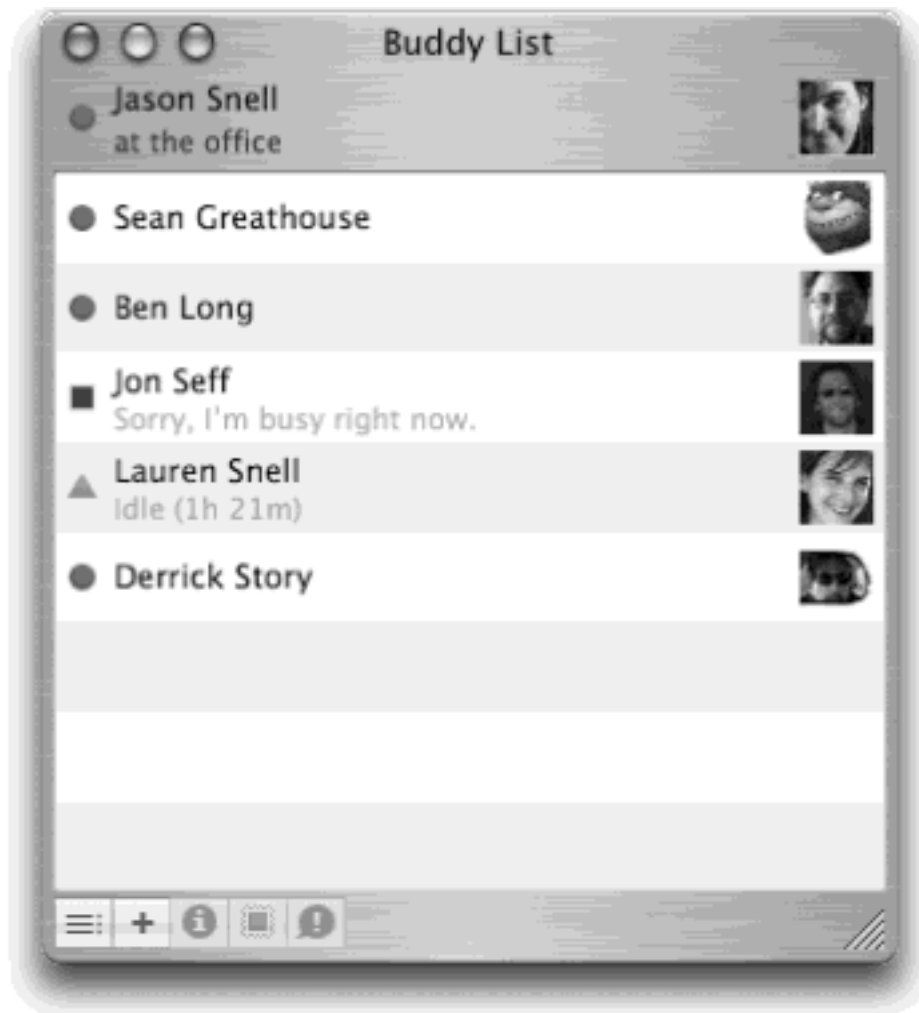 Buddy List
Jason Snell
at the office
Sean Greathouse
Ben Long
Jon Seff
Sorry, I'm busy right now.
Lauren Snell
Idle (1h 21m)
Derrick Story